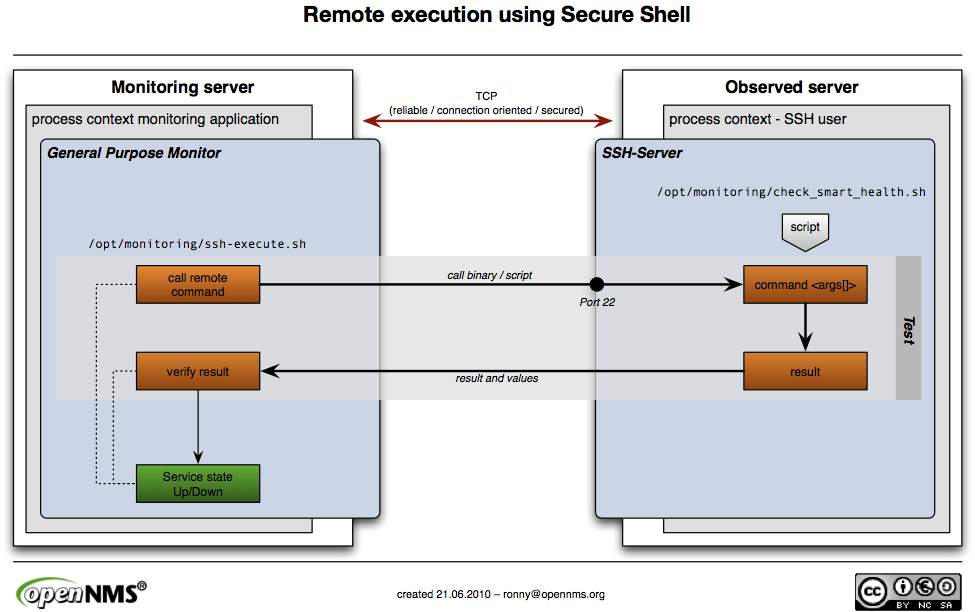 Remote execution using Secure Shell
Monitoring server
process context monitoring application
General Purpose Monitor
/opt/monitoring/ssh-execute.sh
call remote
command
verify result
Service state
Up/Down
TCP
(reliable / connection oriented / secured)
call binary / script
Port 22
result and values
Observed server
process context - SSH user
SSH-Server
/opt/monitoring/check_smart_health.sh
script
command <args[]>
result
Test
openNMS®
created 21.06.2010 – ronny@opennms.org
cc
BY NC SA